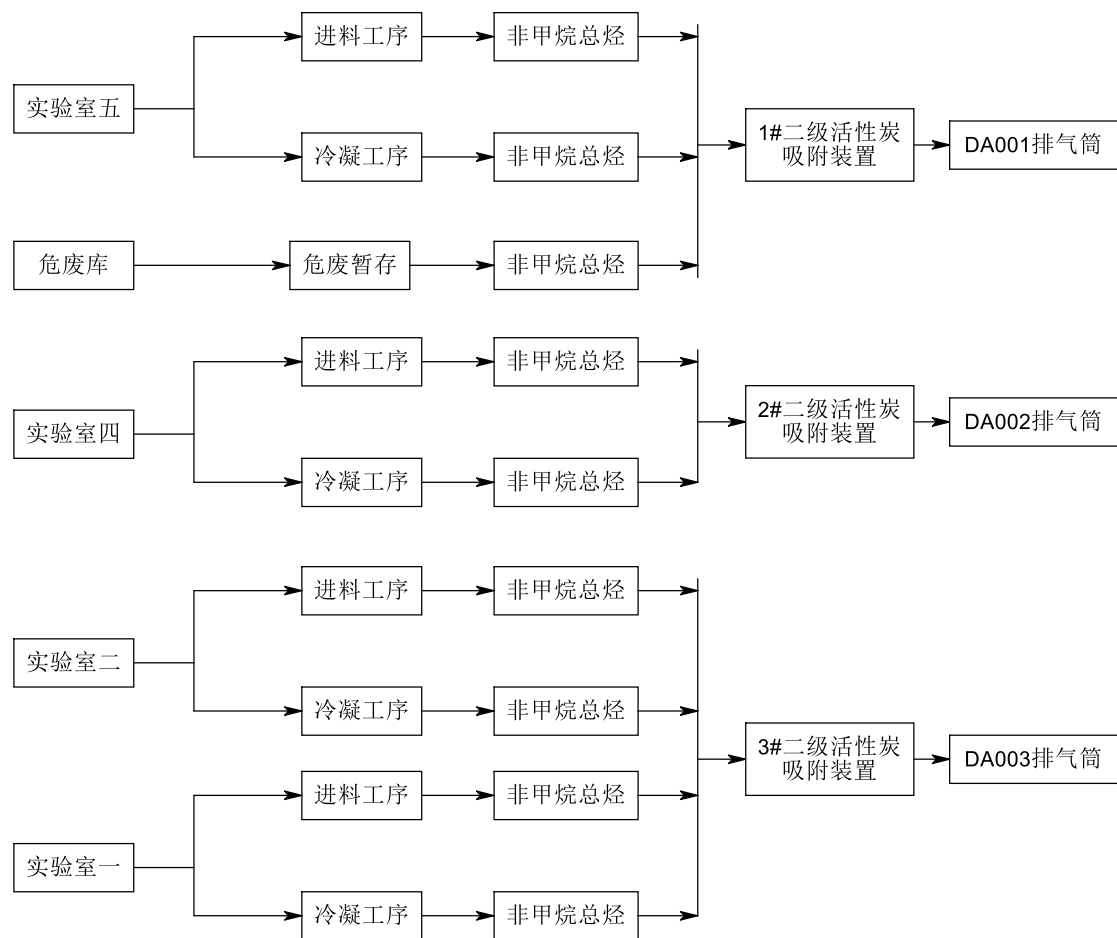 进料工序
非甲烷总烃
实验室五
1#二级活性炭
吸附装置
DA001排气筒
冷凝工序
非甲烷总烃
危废库
危废暂存
非甲烷总烃
进料工序
非甲烷总烃
实验室四
2#二级活性炭
吸附装置
DA002排气筒
冷凝工序
非甲烷总烃
进料工序
非甲烷总烃
实验室二
冷凝工序
非甲烷总烃
3#二级活性炭
吸附装置
DA003排气筒
进料工序
非甲烷总烃
实验室一
冷凝工序
非甲烷总烃